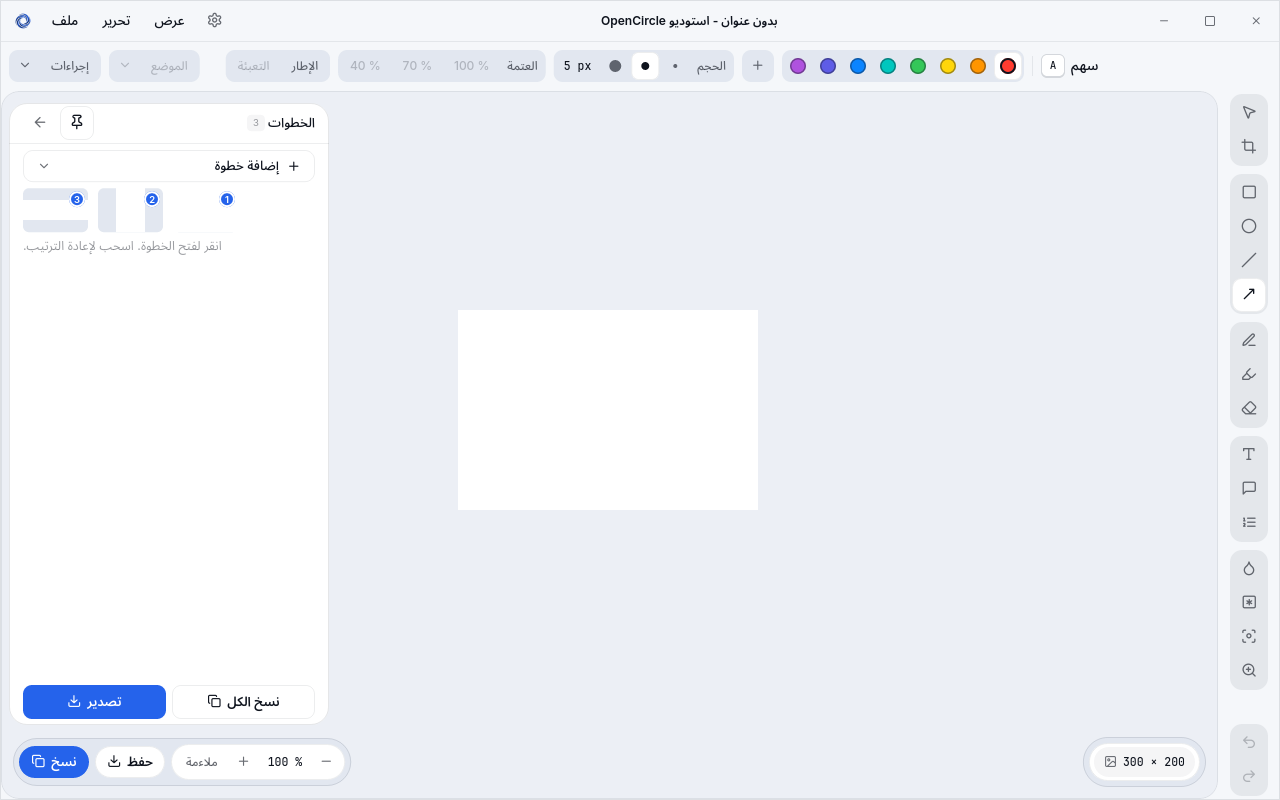 ملف تحرير عرض
بدون عنوان - استوديو OpenCircle
سهم A
الحجم 5 px
العتمة 100 % 70 % 40 %
الإطار التعبئة
الموضع
إجراءات
الخطوات 3
إضافة خطوة
1 2 3
انقر لفتح الخطوة. اسحب لإعادة الترتيب.
نسخ الكل
تصدير
300 × 200
100 %
ملاءمة
حفظ
نسخ